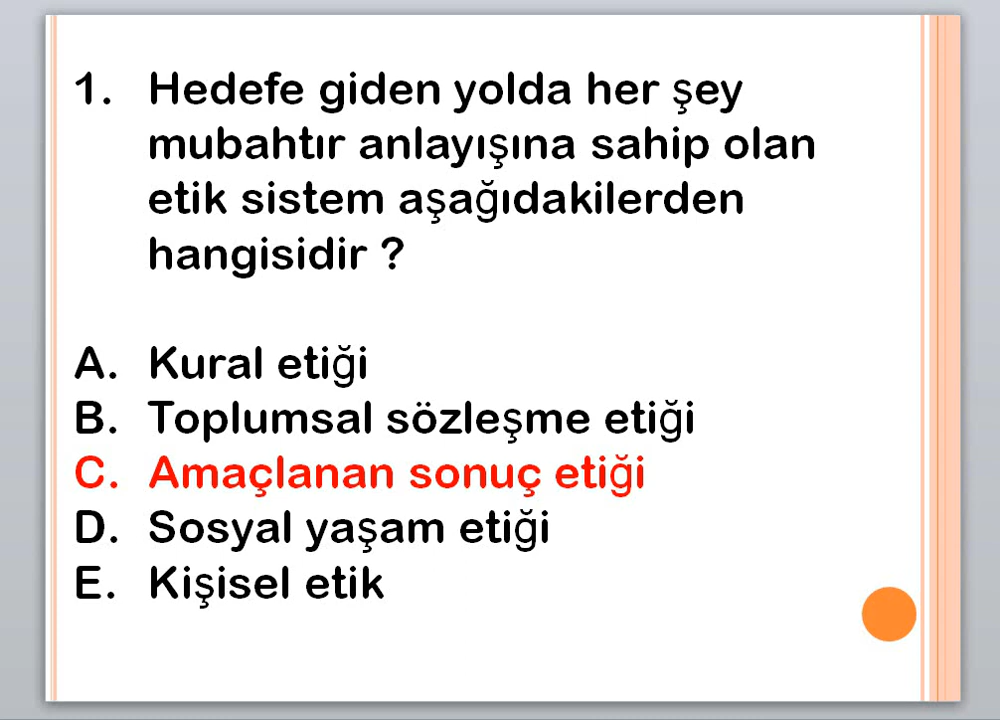 1. Hedefe giden yolda her şey
mubahtır anlayışına sahip olan
etik sistem aşağıdakilerden
hangisidir ?
A. Kural etiği
B. Toplumsal sözleşme etiği
C. Amaçlanan sonuç etiği
D. Sosyal yaşam etiği
E. Kişisel etik